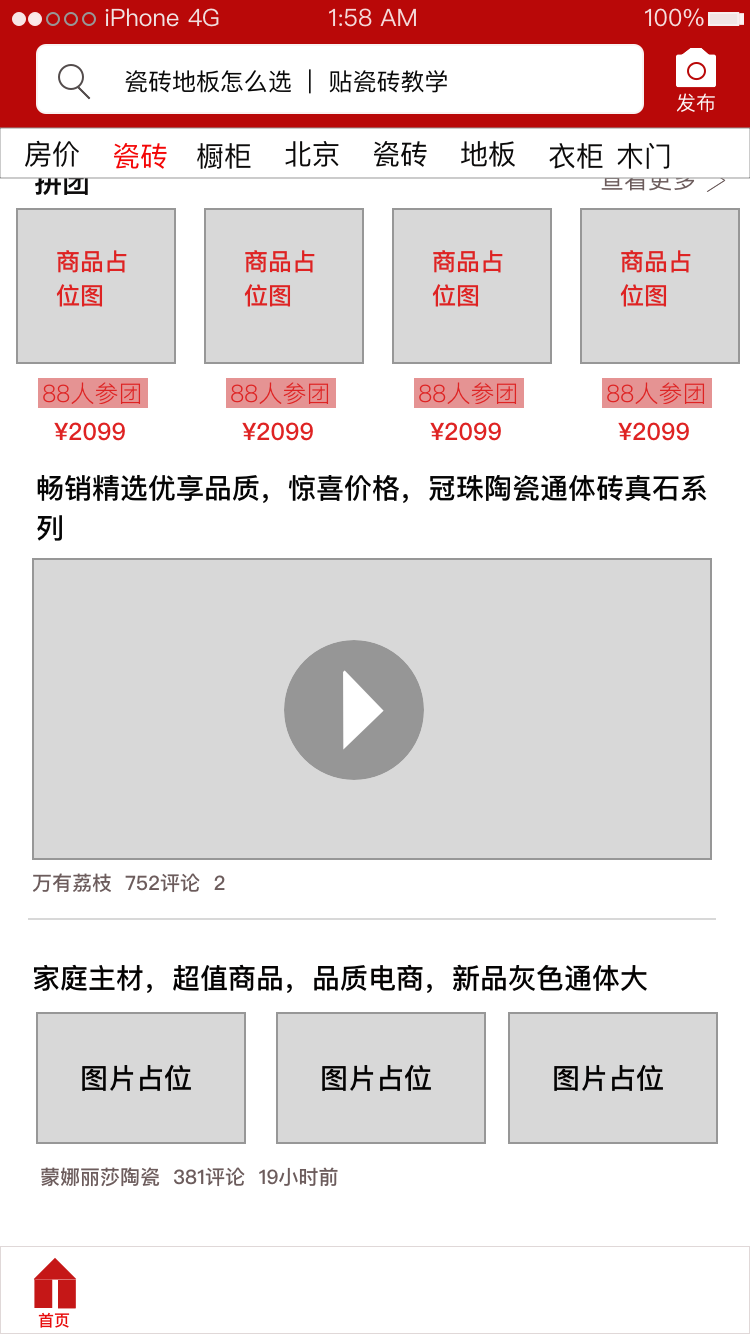 iPhone 4G 1:58 AM 100%
瓷砖地板怎么选 | 贴瓷砖教学
发布
房价 瓷砖 橱柜 北京 瓷砖 地板 衣柜 木门
拼团 查看更多
商品占 商品占 商品占 商品占
位图 位图 位图 位图
88人参团 88人参团 88人参团 88人参团
¥2099 ¥2099 ¥2099 ¥2099
畅销精选优享品质，惊喜价格，冠珠陶瓷通体砖真石系
列
万有荔枝 752评论 2
家庭主材，超值商品，品质电商，新品灰色通体大
图片占位 图片占位 图片占位
蒙娜丽莎陶瓷 381评论 19小时前
首页